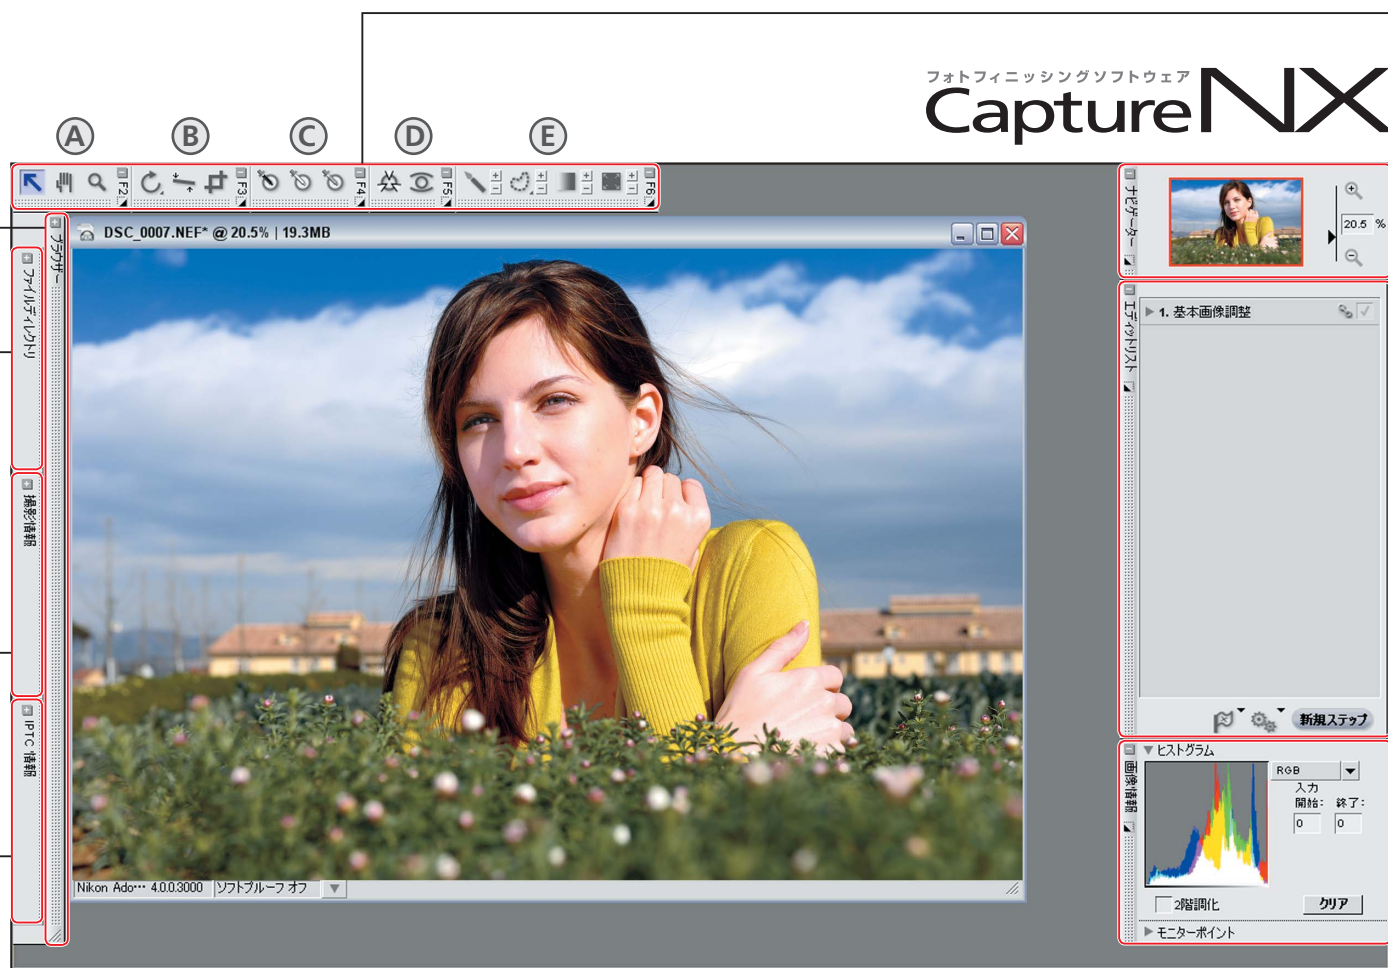 フォトフィニッシングソフトウェア
Capture NX
A
B
C
D
E
F2
F3
F4
F5
F6
ブラウザー
ファイルディレクトリ
撮影情報
IPTC 情報
DSC_0007.NEF* @ 20.5% | 19.3MB
Nikon Ado… 4.0.0.3000
ソフトプルーフ オフ
ナビゲーター
20.5 %
エディットリスト
1. 基本画像調整
新規ステップ
画像情報
ヒストグラム
RGB
入力
開始: 終了:
0 0
2階調化
クリア
モニターポイント